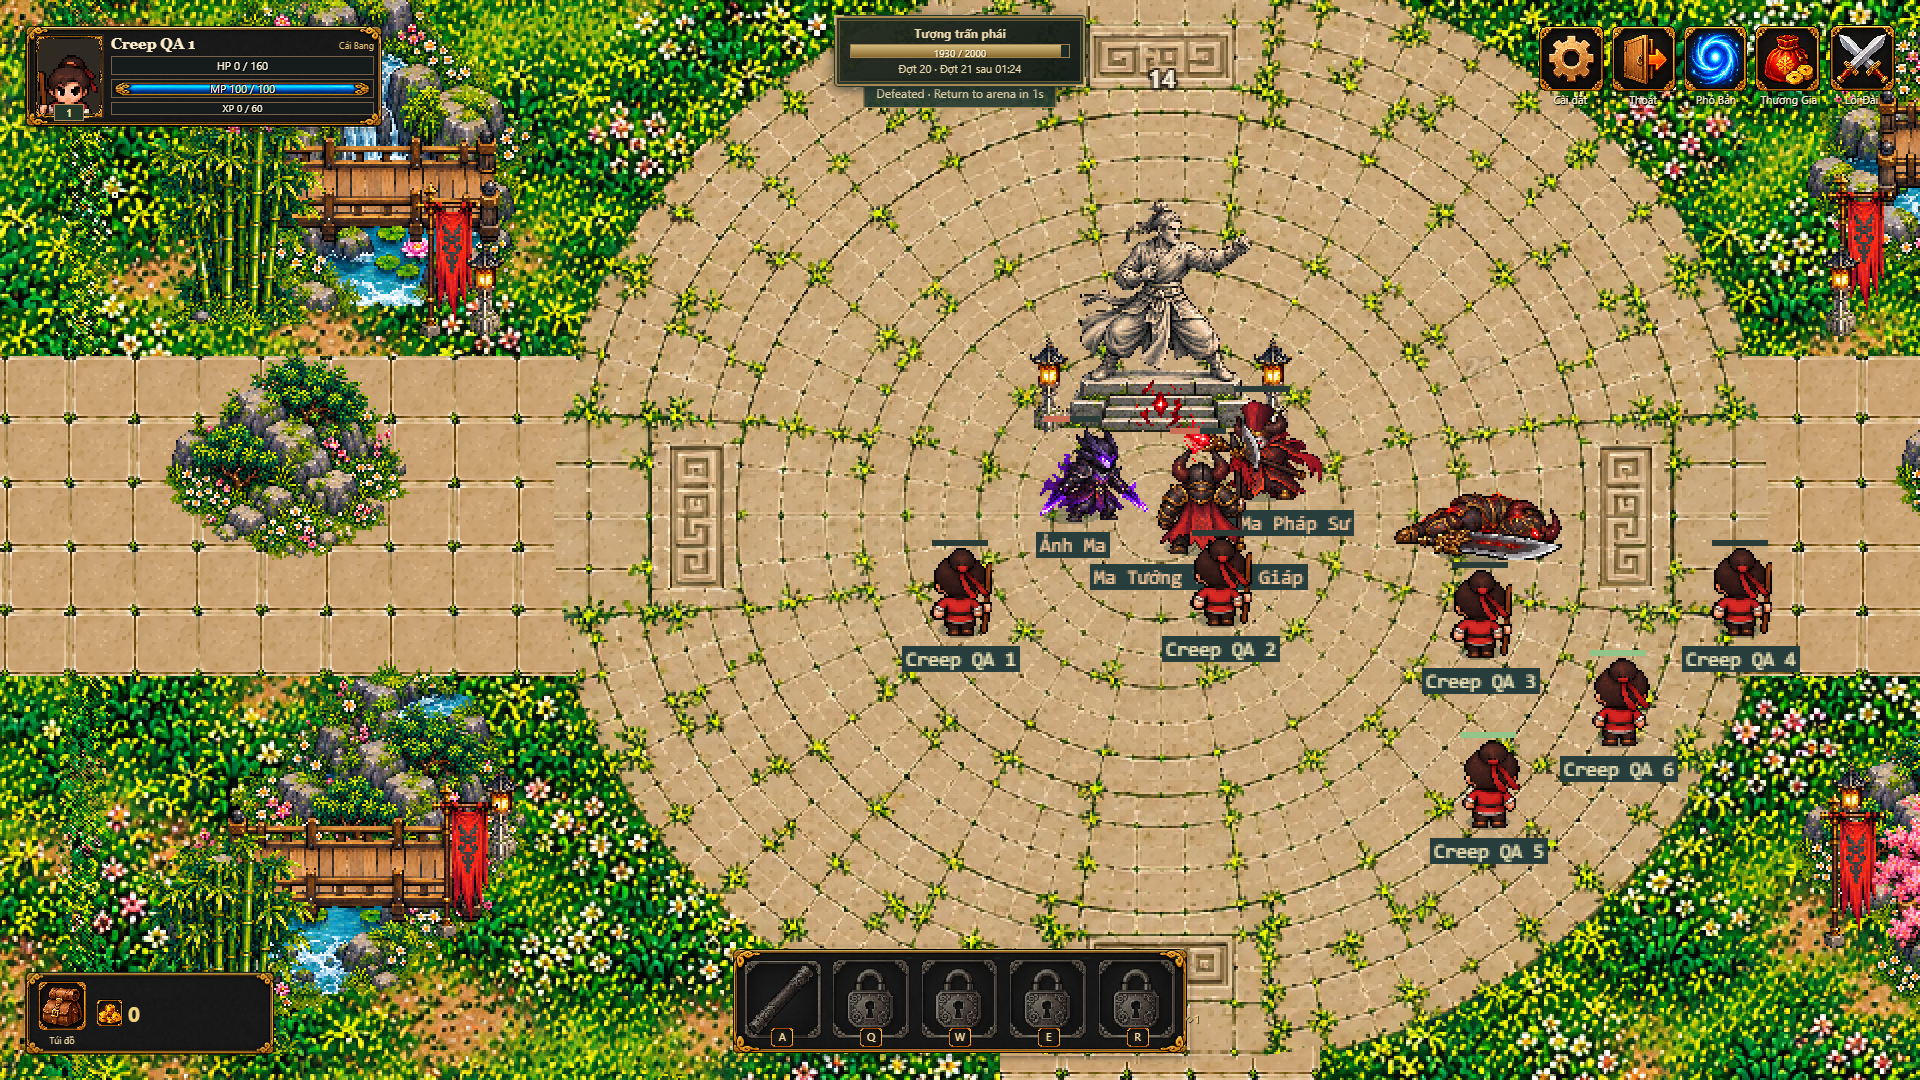 Creep QA 1
Cái Bang
HP 0 / 160
MP 100 / 100
XP 0 / 60
1
Tượng trấn phái
1930 / 2000
Đợt 20 · Đợt 21 sau 01:24
Defeated · Return to arena in 1s
14
Cài đặt
Thoát
Phó Bản
Thương Gia
Lôi Đài
Ma Pháp Sư
Ảnh Ma
Ma Tướng
Giáp
Creep QA 1
Creep QA 2
Creep QA 3
Creep QA 4
Creep QA 6
Creep QA 5
0
Túi đồ
A
Q
W
E
R